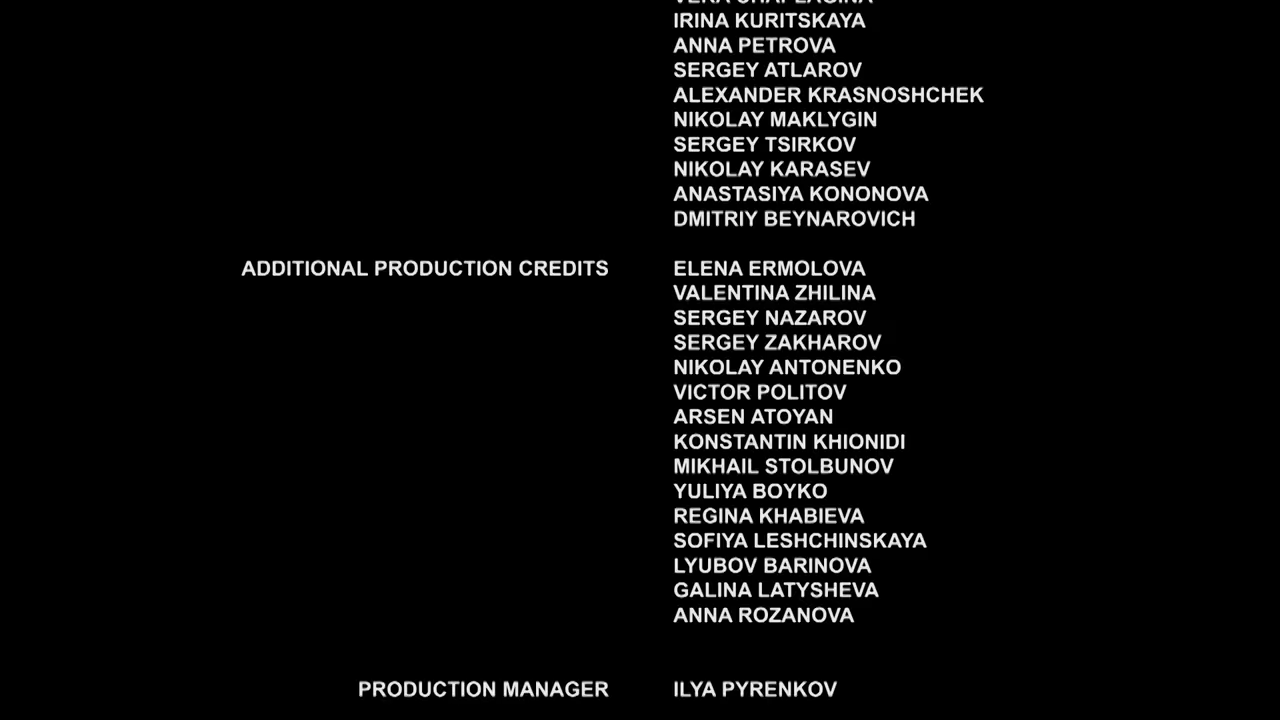 IRINA KURITSKAYA
ANNA PETROVA
SERGEY ATLAROV
ALEXANDER KRASNOSHCHEK
NIKOLAY MAKLYGIN
SERGEY TSIRKOV
NIKOLAY KARASEV
ANASTASIYA KONONOVA
DMITRIY BEYNAROVICH
ADDITIONAL PRODUCTION CREDITS ELENA ERMOLOVA
VALENTINA ZHILINA
SERGEY NAZAROV
SERGEY ZAKHAROV
NIKOLAY ANTONENKO
VICTOR POLITOV
ARSEN ATOYAN
KONSTANTIN KHIONIDI
MIKHAIL STOLBUNOV
YULIYA BOYKO
REGINA KHABIEVA
SOFIYA LESHCHINSKAYA
LYUBOV BARINOVA
GALINA LATYSHEVA
ANNA ROZANOVA
PRODUCTION MANAGER ILYA PYRENKOV